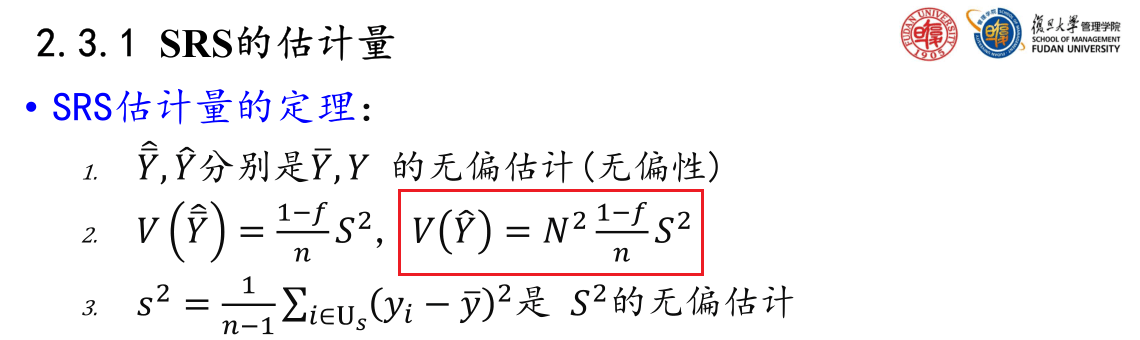 2.3.1 SRS的估计量
FUDAN UNIVERSITY
1905
復旦大學管理学院
SCHOOL OF MANAGEMENT
FUDAN UNIVERSITY
• SRS估计量的定理：
1. $\hat{\bar{Y}}, \hat{Y}$分别是$\bar{Y}, Y$ 的无偏估计(无偏性)
2. $V\left(\hat{\bar{Y}}\right) = \frac{1-f}{n}S^2$, $V(\hat{Y}) = N^2\frac{1-f}{n}S^2$
3. $s^2 = \frac{1}{n-1}\sum_{i\in U_s}(y_i - \bar{y})^2$是 $S^2$的无偏估计